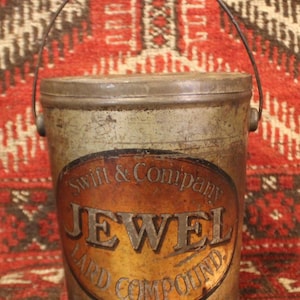 Swift & Company
JEWEL
LARD COMPOUND.